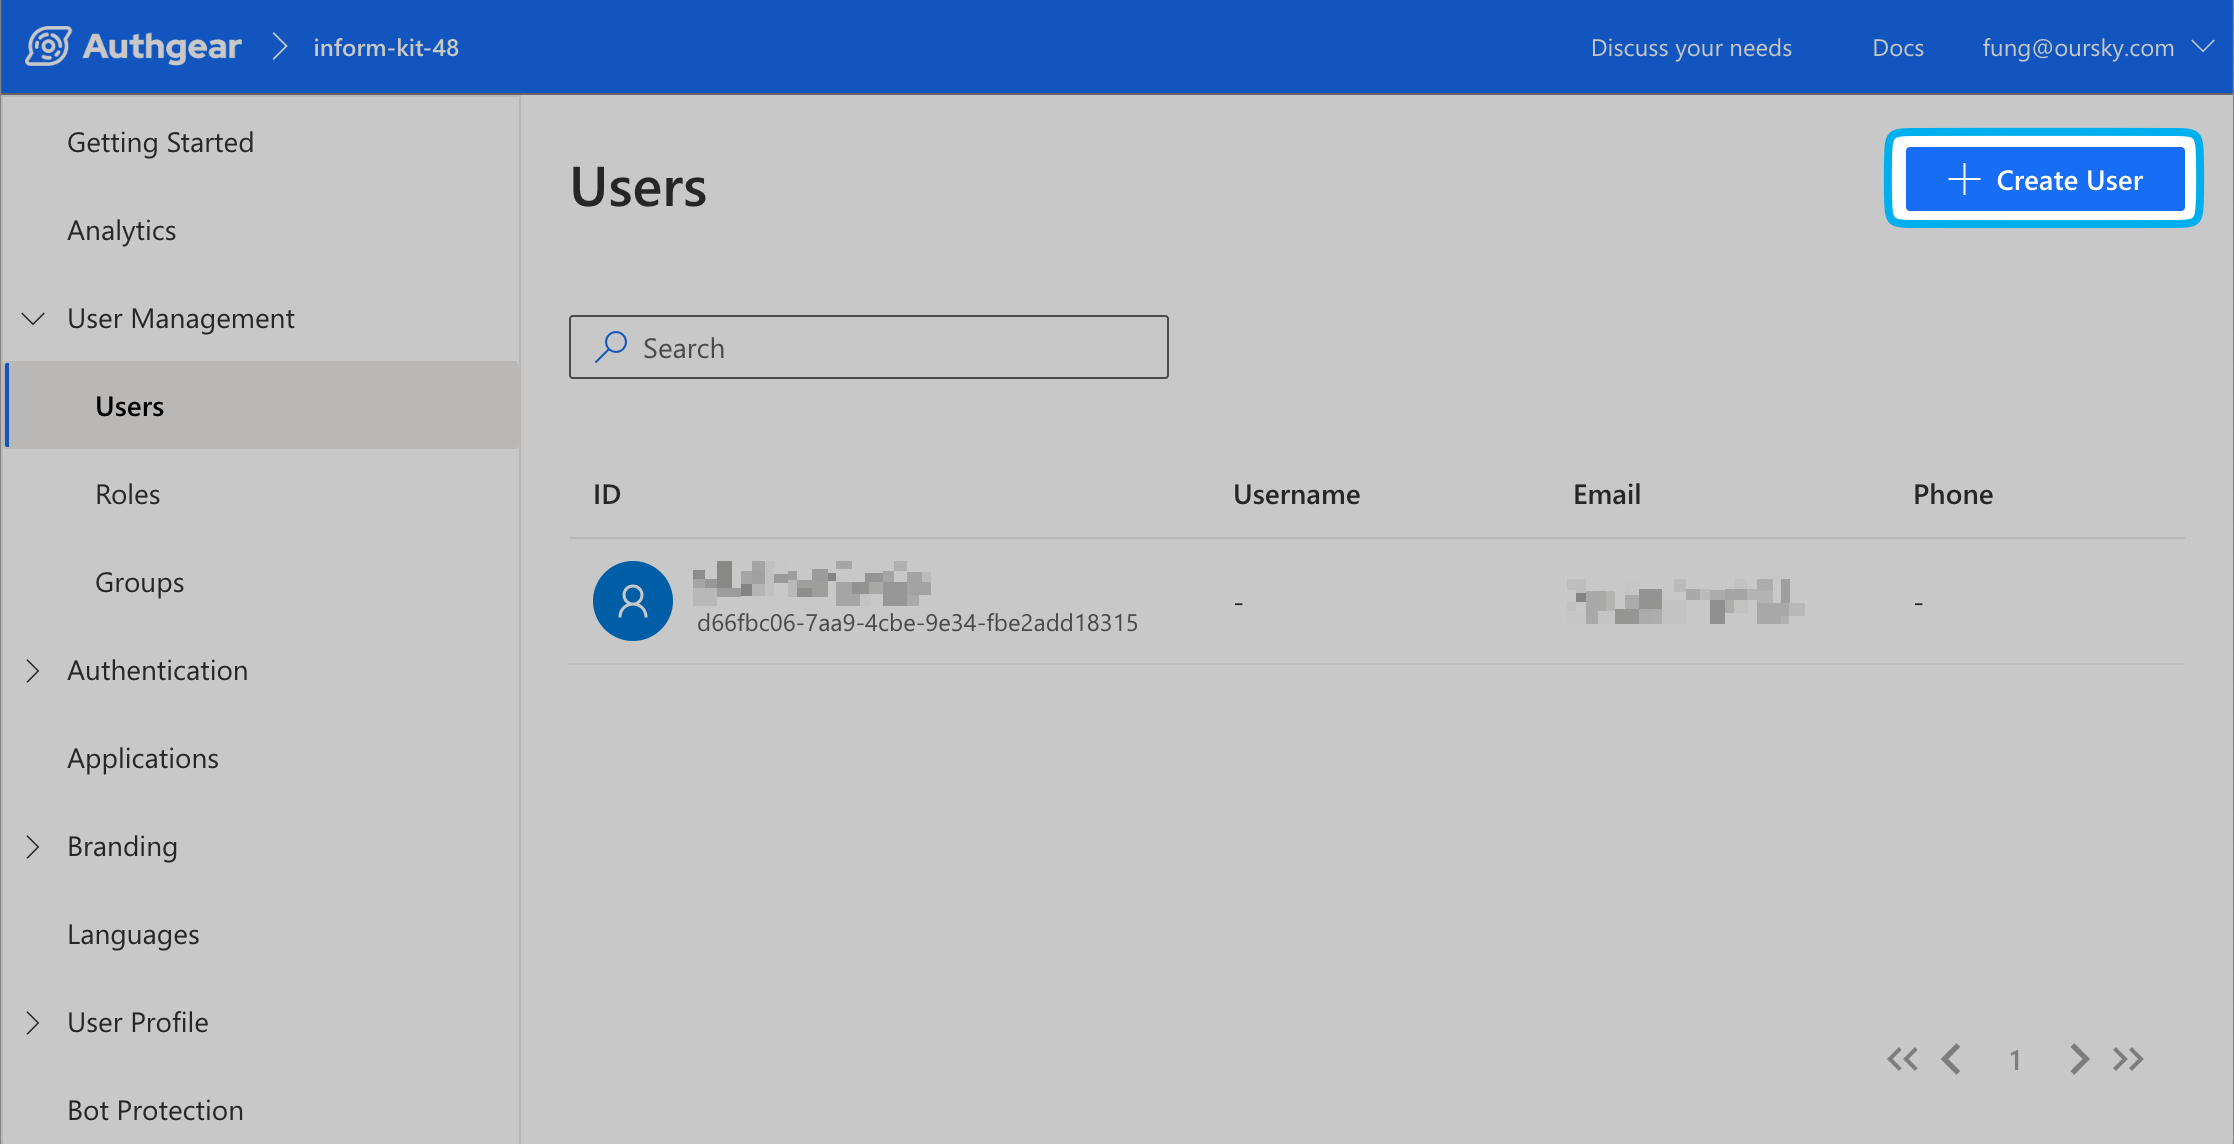 Authgear
inform-kit-48
Discuss your needs
Docs
fung@oursky.com
Getting Started
Analytics
User Management
Users
Roles
Groups
Authentication
Applications
Branding
Languages
User Profile
Bot Protection
Users
Create User
Search
ID Username Email Phone
d66fbc06-7aa9-4cbe-9e34-fbe2add18315
- -
1